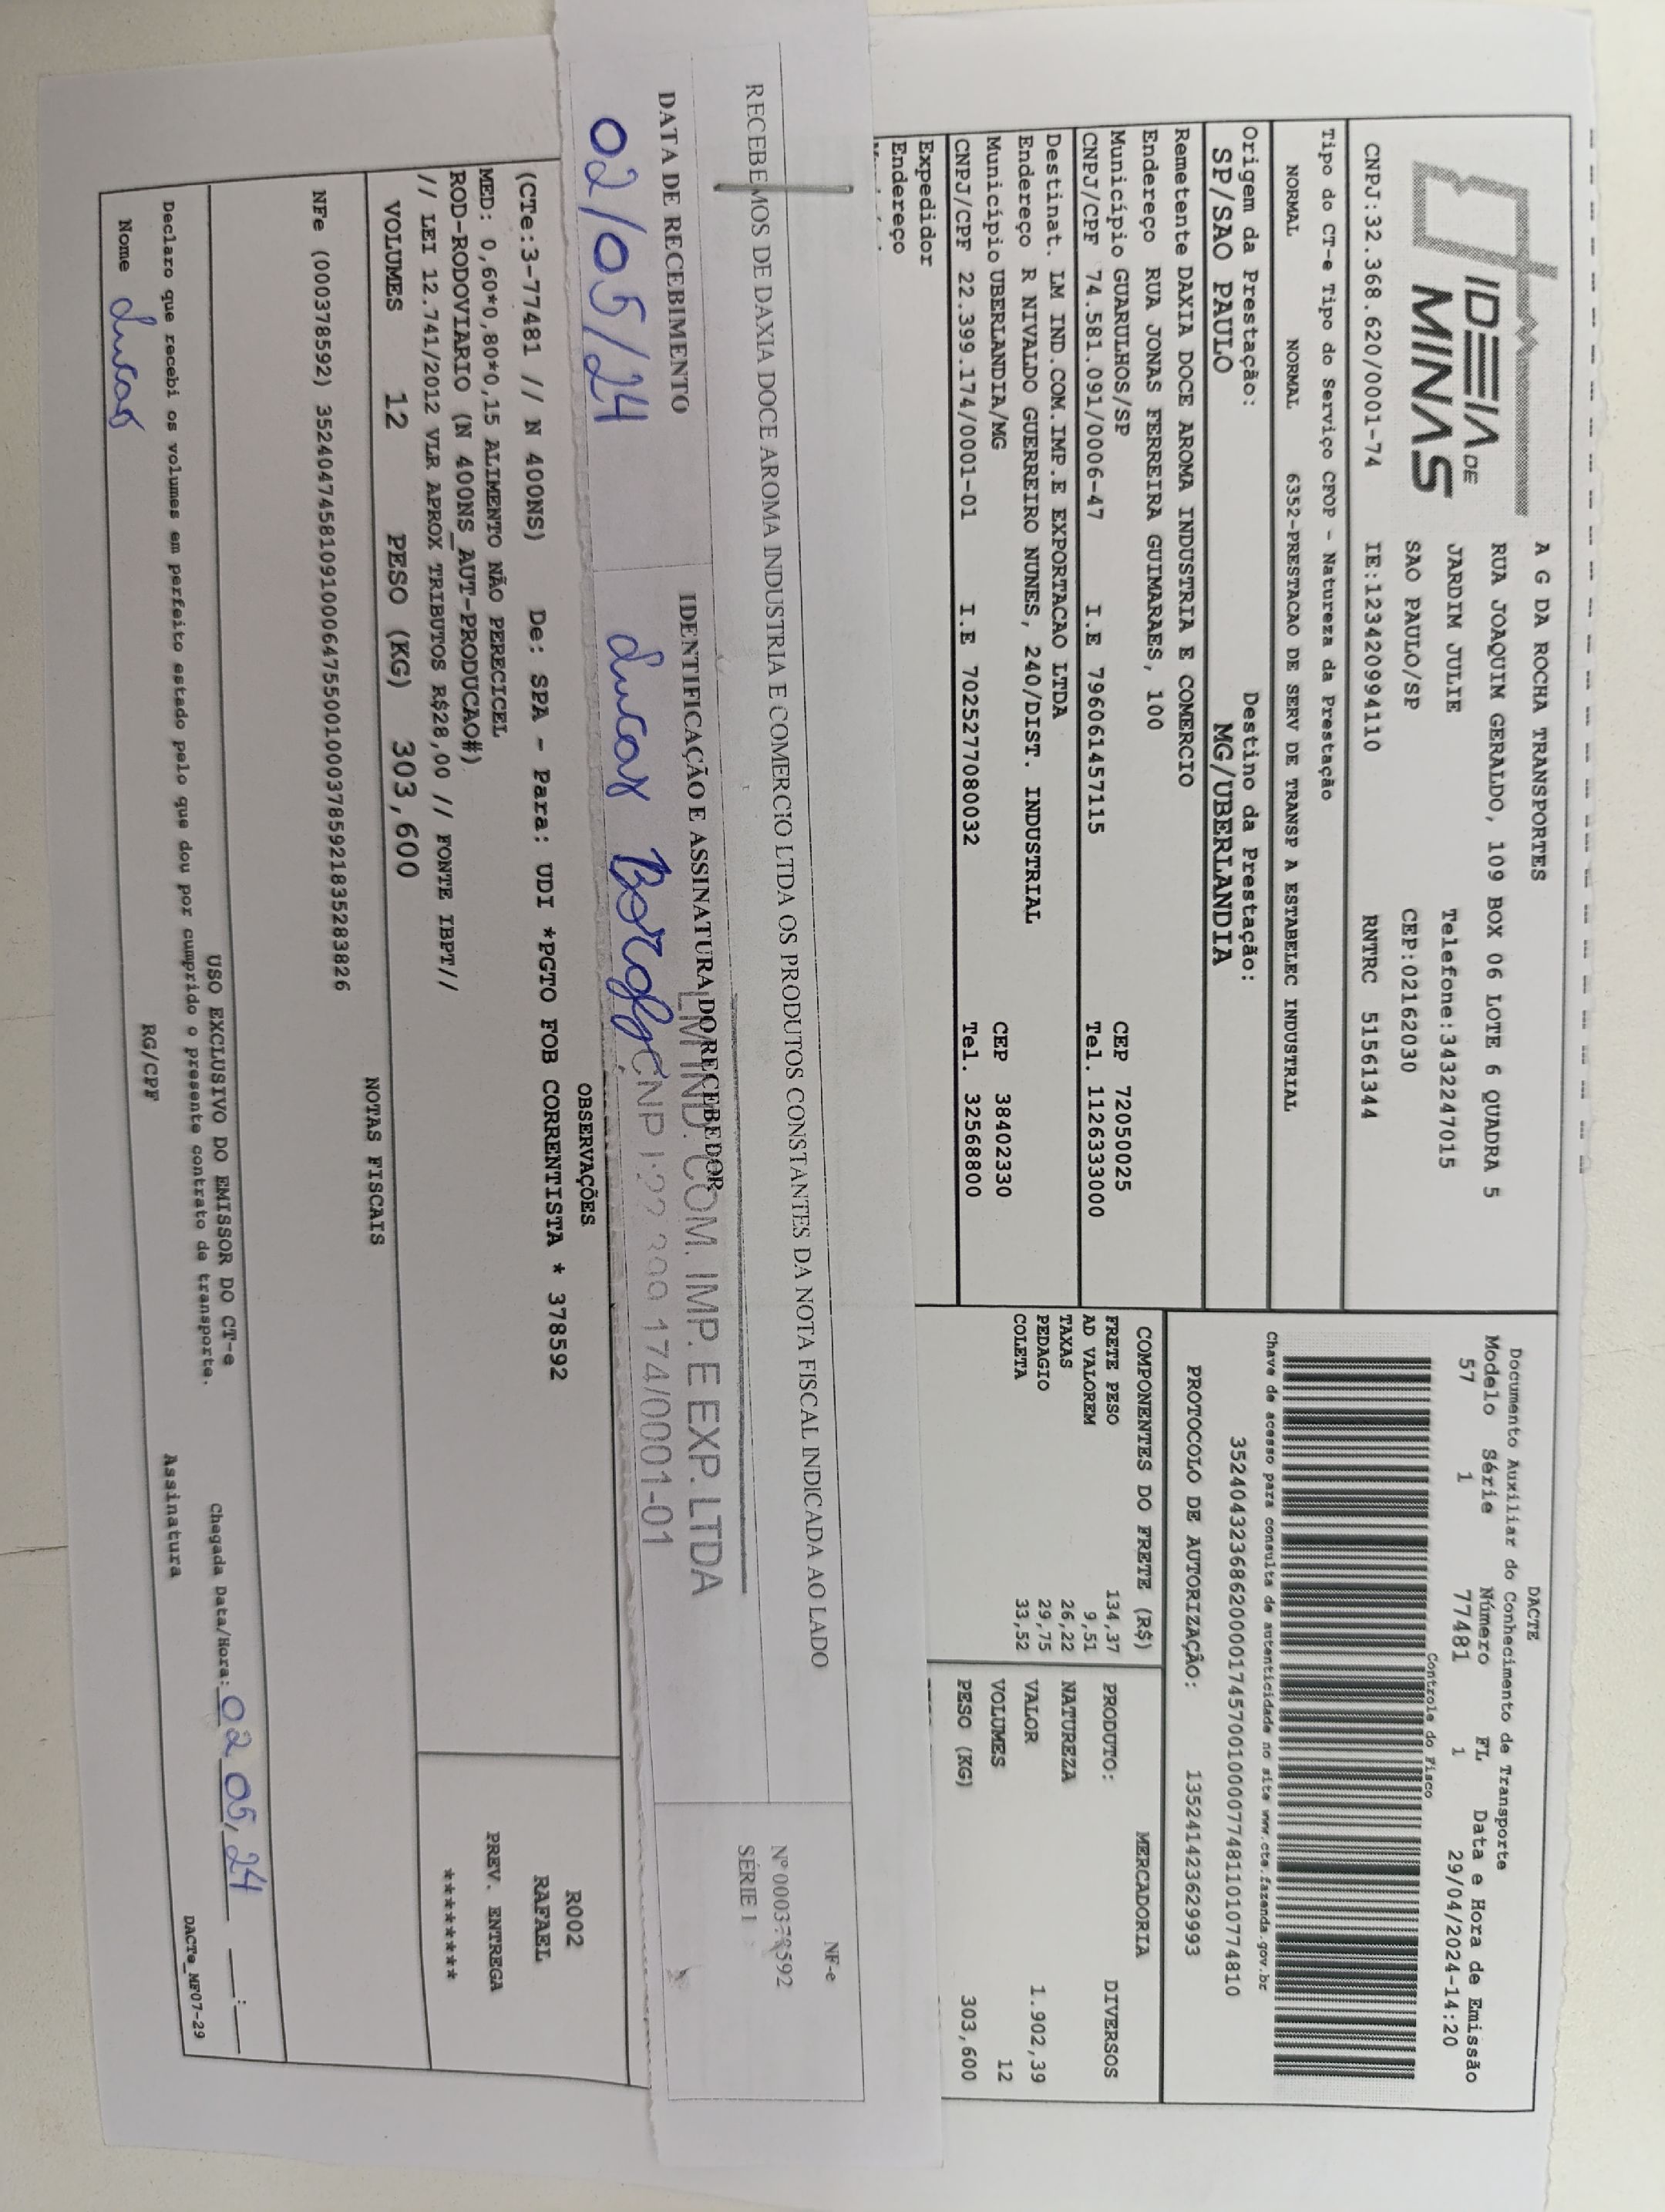 IDEIA DE
MINAS
A G DA ROCHA TRANSPORTES
RUA JOAQUIM GERALDO, 109 BOX 06 LOTE 6 QUADRA 5
JARDIM JULIE Telefone:3432247015
SAO PAULO/SP CEP:02162030
CNPJ:32.368.620/0001-74 IE:123420994110 RNTRC 51561344
Tipo do CT-e Tipo do Serviço CFOP - Natureza da Prestação
NORMAL NORMAL 6352-PRESTACAO DE SERV DE TRANSP A ESTABELEC INDUSTRIAL
Origem da Prestação: Destino da Prestação:
SP/SAO PAULO MG/UBERLANDIA
Remetente DAXIA DOCE AROMA INDUSTRIA E COMERCIO
Endereço RUA JONAS FERREIRA GUIMARAES, 100
Município GUARULHOS/SP CEP 72050025
CNPJ/CPF 74.581.091/0006-47 I.E 796061457115 Tel. 1126333000
Destinat. LM IND.COM.IMP.E EXPORTACAO LTDA
Endereço R NIVALDO GUERREIRO NUNES, 240/DIST. INDUSTRIAL
Município UBERLANDIA/MG CEP 38402330
CNPJ/CPF 22.399.174/0001-01 I.E 7025277080032 Tel. 32568800
Expedidor
Endereço
DACTE
Documento Auxiliar do Conhecimento de Transporte
Modelo Série Número FL Data e Hora de Emissão
57 1 77481 1 29/04/2024-14:20
Controle do Fisco
Chave de acesso para consulta de autenticidade no site www.cte.fazenda.gov.br
35240432368620000174570010000774811010774810
PROTOCOLO DE AUTORIZAÇÃO: 135241423629993
COMPONENTES DO FRETE (R$)
FRETE PESO 134,37
AD VALOREM 9,51
TAXAS 26,22
PEDAGIO 29,75
COLETA 33,52
MERCADORIA
PRODUTO: DIVERSOS
NATUREZA
VALOR 1.902,39
VOLUMES 12
PESO (KG) 303,600
RECEBEMOS DE DAXIA DOCE AROMA INDUSTRIA E COMERCIO LTDA OS PRODUTOS CONSTANTES DA NOTA FISCAL INDICADA AO LADO
DATA DE RECEBIMENTO IDENTIFICAÇÃO E ASSINATURA DO RECEBEDOR
02/05/24 Lucas Borges
LM IND. COM. IMP. E EXP. LTDA
CNPJ: 22.399.174/0001-01
NF-e
Nº 000378592
SÉRIE 1
OBSERVAÇÕES
(CTe:3-77481 // N 400NS) De: SPA - Para: UDI *PGTO FOB CORRENTISTA * 378592
MED: 0,60*0,80*0,15 ALIMENTO NÃO PERECICEL
ROD-RODOVIARIO (N 400NS_AUT-PRODUCAO#)
// LEI 12.741/2012 VLR APROX TRIBUTOS R$28,00 // FONTE IBPT//
R002
RAFAEL
PREV. ENTREGA
********
VOLUMES 12 PESO (KG) 303,600
NOTAS FISCAIS
NFe (000378592) 35240474581091000647550010003785921835283826
USO EXCLUSIVO DO EMISSOR DO CT-e
Declaro que recebi os volumes em perfeito estado pelo que dou por cumprido o presente contrato de transporte.
Chegada Data/Hora: 02 05, 24 __:__
Nome Lucas RG/CPF Assinatura
DACTe_MF07-29